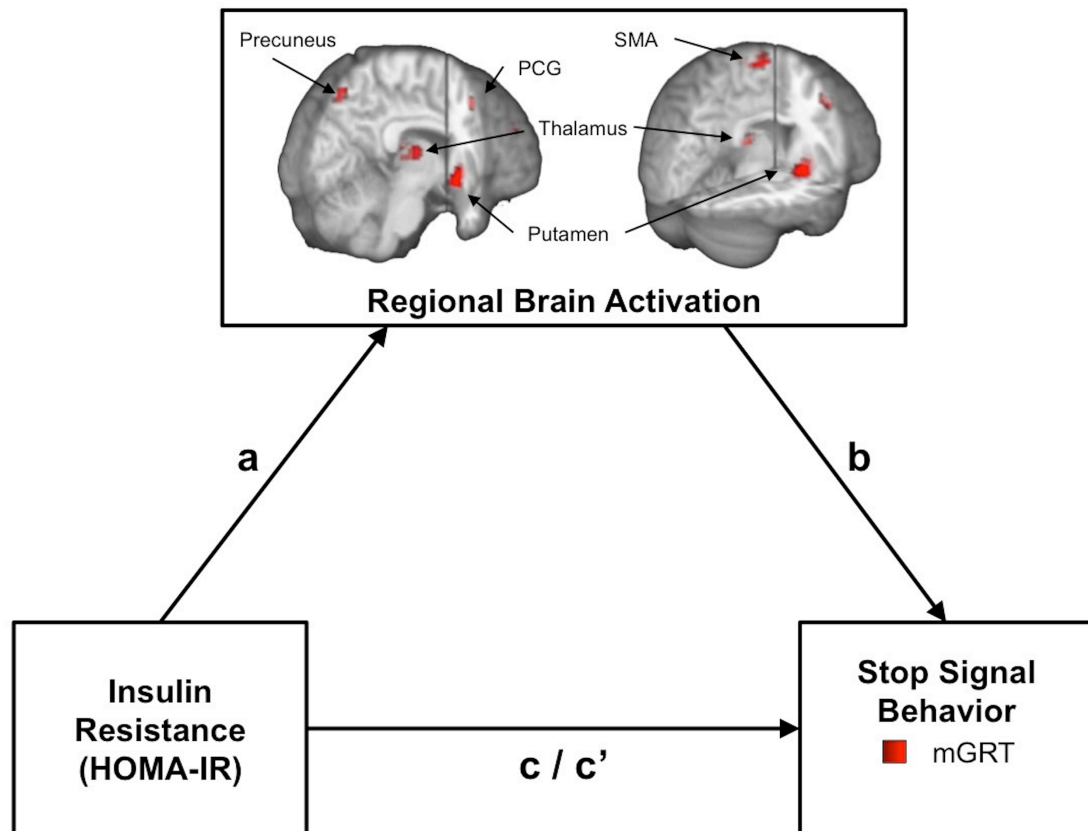 Precuneus
PCG
SMA
Thalamus
Putamen
Regional Brain Activation
a
b
Insulin
Resistance
(HOMA-IR)
c / c’
Stop Signal
Behavior
mGRT